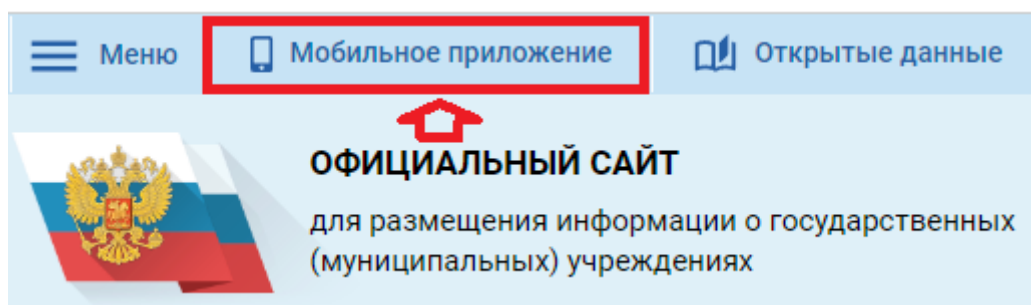 Меню Мобильное приложение Открытые данные
ОФИЦИАЛЬНЫЙ САЙТ
для размещения информации о государственных
(муниципальных) учреждениях